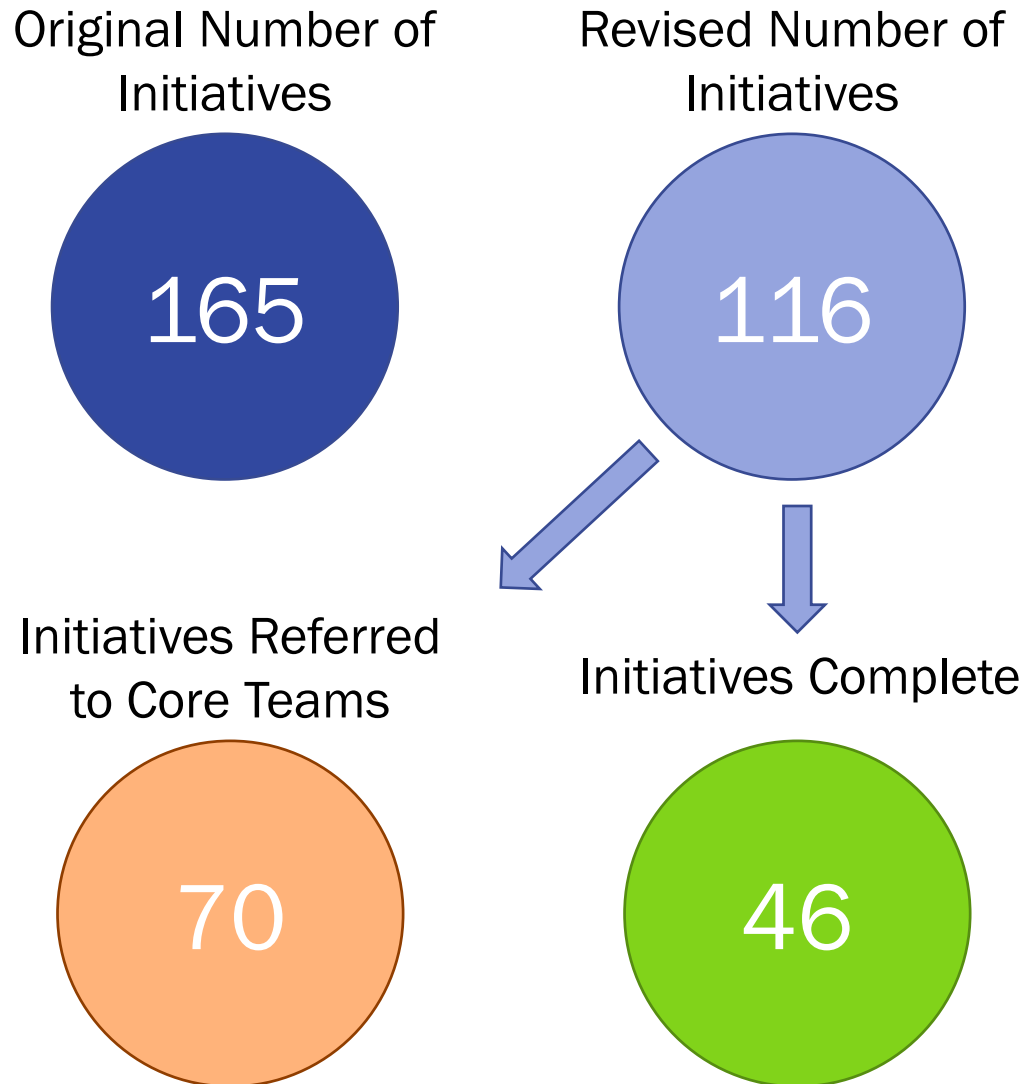 Original Number of
Initiatives
165
Revised Number of
Initiatives
116
Initiatives Referred
to Core Teams
70
Initiatives Complete
46